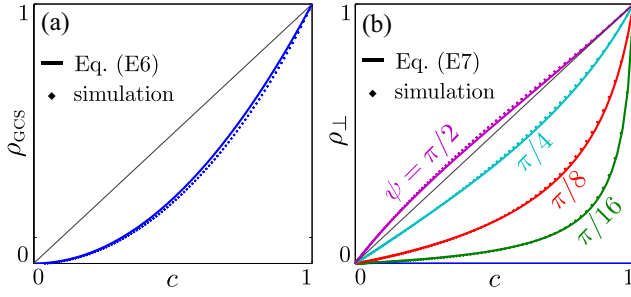 (a)
Eq. (E6)
simulation
ρGCS
1
0
0
c
1
(b)
Eq. (E7)
simulation
ρ⊥
ψ = π/2
π/4
π/8
π/16
1
0
0
c
1